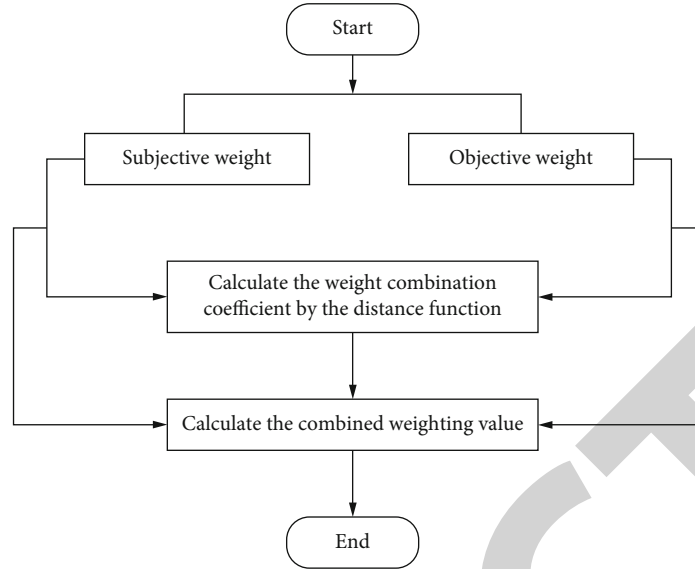 Start
Subjective weight
Objective weight
Calculate the weight combination
coefficient by the distance function
Calculate the combined weighting value
End